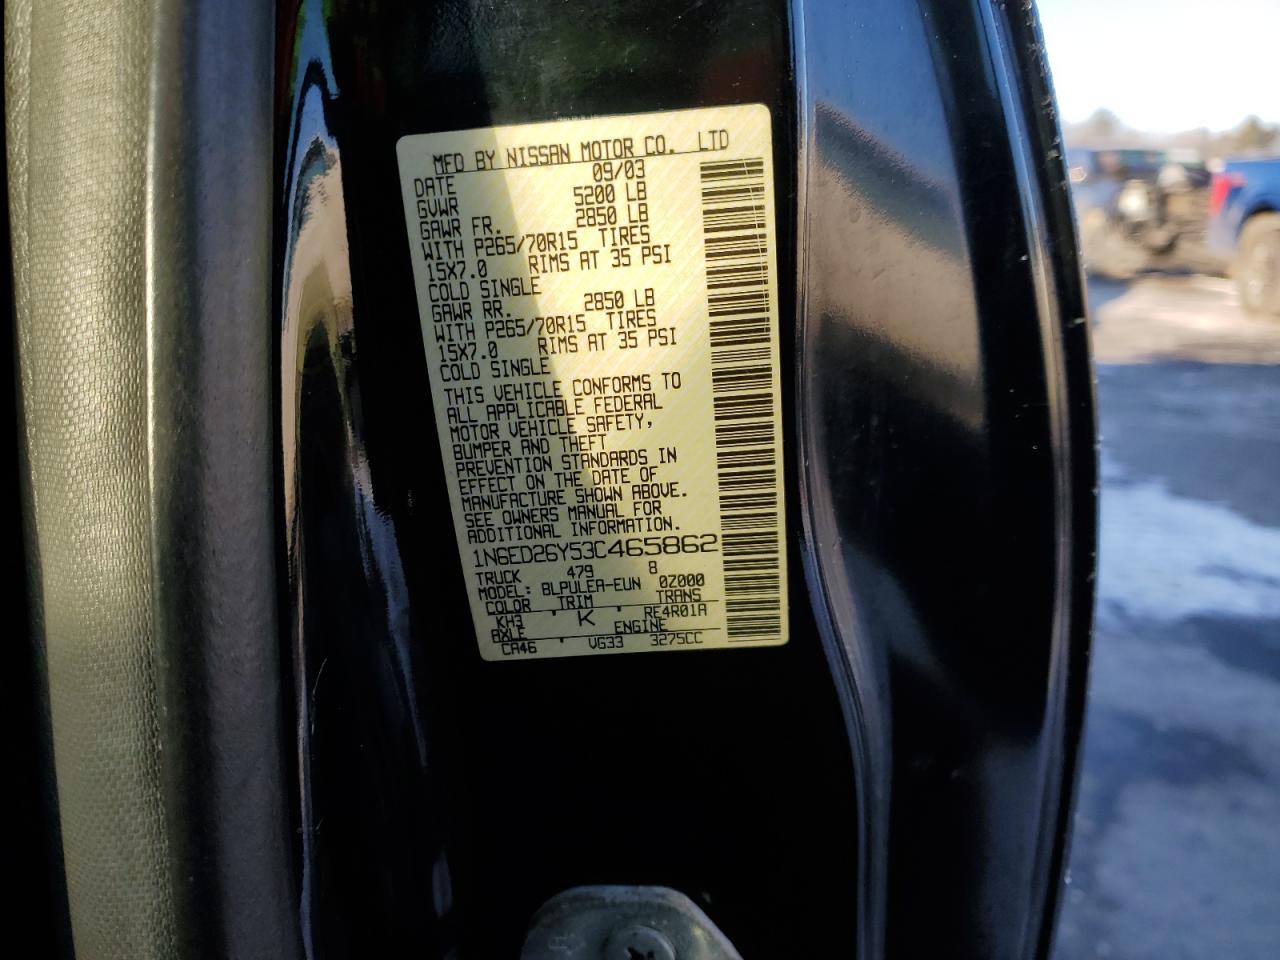 MFD BY NISSAN MOTOR CO., LTD
DATE 09/03
GVWR 5200 LB
GAWR FR. 2850 LB
WITH P265/70R15 TIRES
15X7.0 RIMS AT 35 PSI
COLD SINGLE
GAWR RR. 2850 LB
WITH P265/70R15 TIRES
15X7.0 RIMS AT 35 PSI
COLD SINGLE
THIS VEHICLE CONFORMS TO
ALL APPLICABLE FEDERAL
MOTOR VEHICLE SAFETY,
BUMPER AND THEFT
PREVENTION STANDARDS IN
EFFECT ON THE DATE OF
MANUFACTURE SHOWN ABOVE.
SEE OWNERS MANUAL FOR
ADDITIONAL INFORMATION.
1N6ED26Y53C465862
TRUCK 479 8
MODEL: BLPULEA-EUN 0Z000
COLOR TRIM TRANS
KH3 K RE4R01A
AXLE ENGINE
CA46 VG33 3275CC